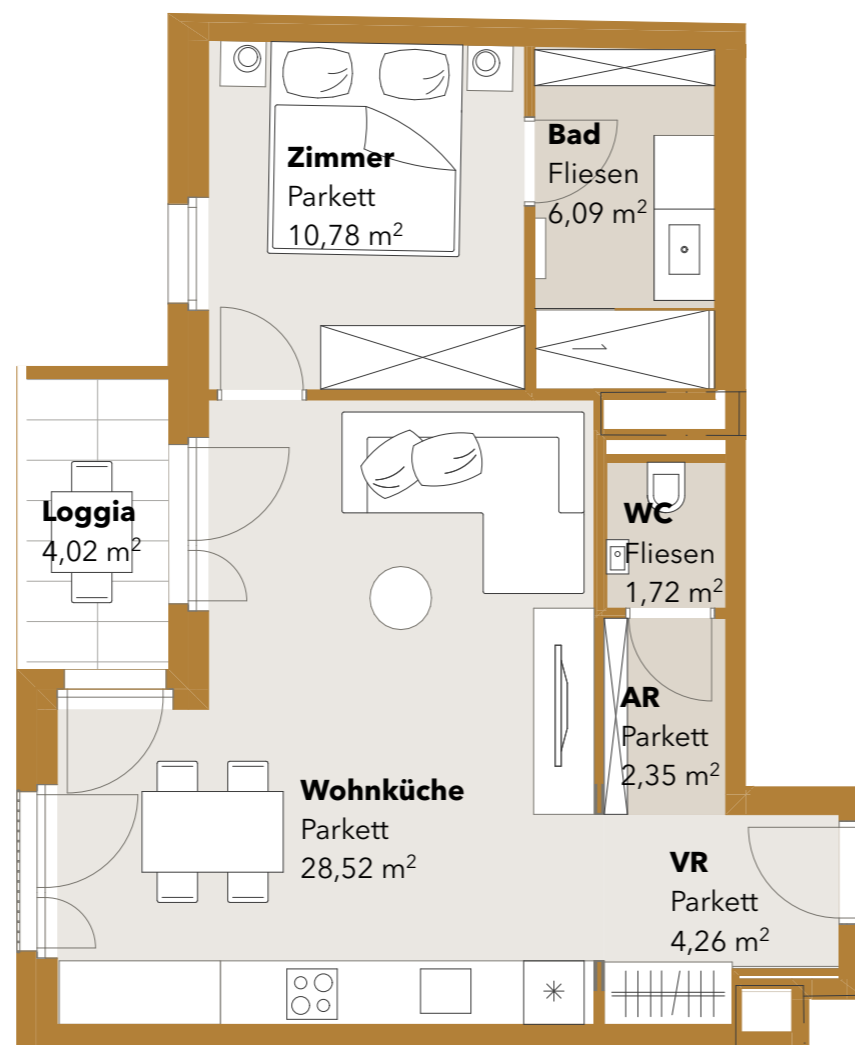 Zimmer
Parkett
10,78 m²
Bad
Fliesen
6,09 m²
Loggia
4,02 m²
WC
Fliesen
1,72 m²
AR
Parkett
2,35 m²
Wohnküche
Parkett
28,52 m²
VR
Parkett
4,26 m²